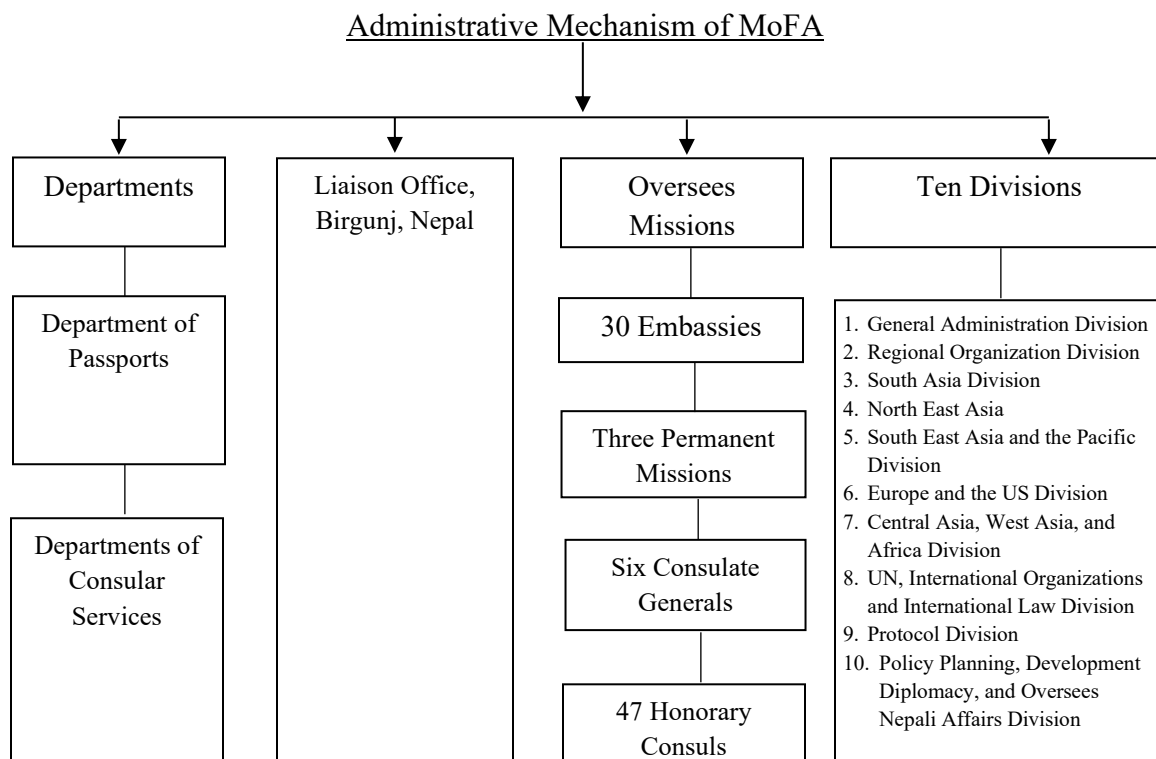 Administrative Mechanism of MoFA
Departments
Department of
Passports
Departments of
Consular
Services
Liaison Office,
Birgunj, Nepal
Oversees
Missions
30 Embassies
Three Permanent
Missions
Six Consulate
Generals
47 Honorary
Consuls
Ten Divisions
1. General Administration Division
2. Regional Organization Division
3. South Asia Division
4. North East Asia
5. South East Asia and the Pacific
Division
6. Europe and the US Division
7. Central Asia, West Asia, and
Africa Division
8. UN, International Organizations
and International Law Division
9. Protocol Division
10. Policy Planning, Development
Diplomacy, and Oversees
Nepali Affairs Division